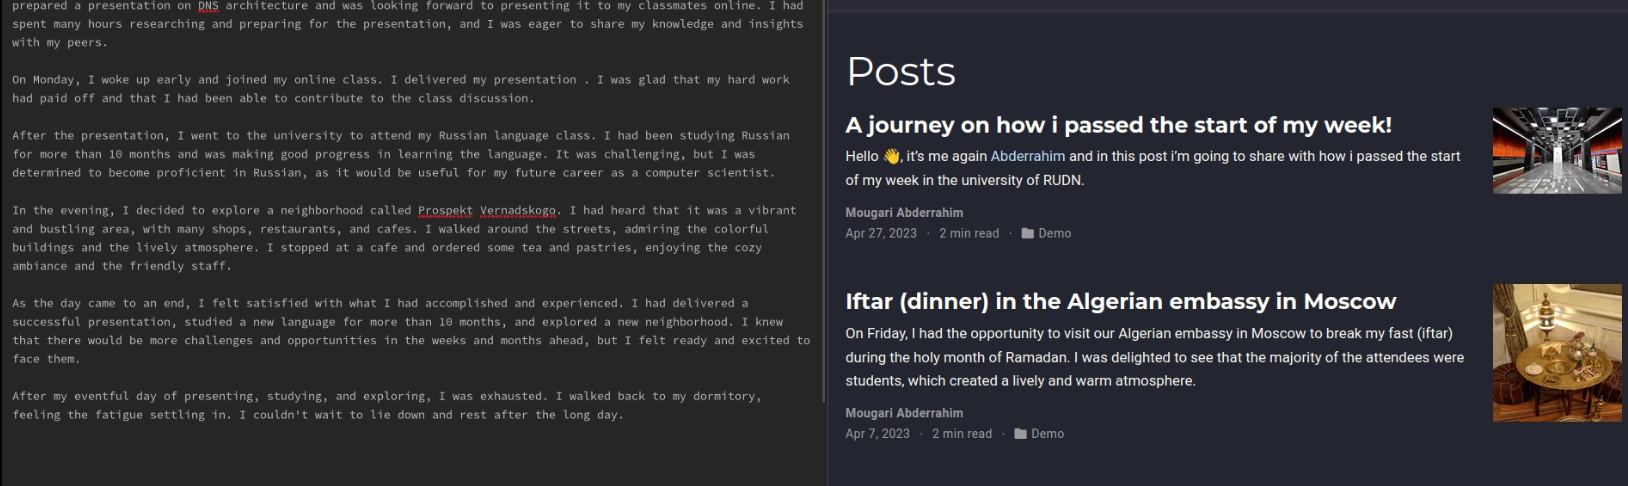 prepared a presentation on DNS architecture and was looking forward to presenting it to my classmates online. I had
spent many hours researching and preparing for the presentation, and I was eager to share my knowledge and insights
with my peers.
On Monday, I woke up early and joined my online class. I delivered my presentation . I was glad that my hard work
had paid off and that I had been able to contribute to the class discussion.
After the presentation, I went to the university to attend my Russian language class. I had been studying Russian
for more than 10 months and was making good progress in learning the language. It was challenging, but I was
determined to become proficient in Russian, as it would be useful for my future career as a computer scientist.
In the evening, I decided to explore a neighborhood called Prospekt Vernadskogo. I had heard that it was a vibrant
and bustling area, with many shops, restaurants, and cafes. I walked around the streets, admiring the colorful
buildings and the lively atmosphere. I stopped at a cafe and ordered some tea and pastries, enjoying the cozy
ambiance and the friendly staff.
As the day came to an end, I felt satisfied with what I had accomplished and experienced. I had delivered a
successful presentation, studied a new language for more than 10 months, and explored a new neighborhood. I knew
that there would be more challenges and opportunities in the weeks and months ahead, but I felt ready and excited to
face them.
After my eventful day of presenting, studying, and exploring, I was exhausted. I walked back to my dormitory,
feeling the fatigue settling in. I couldn't wait to lie down and rest after the long day.
Posts
A journey on how i passed the start of my week!
Hello 👋, it's me again Abderrahim and in this post i'm going to share with how i passed the start
of my week in the university of RUDN.
Mougari Abderrahim
Apr 27, 2023 · 2 min read · Demo
Iftar (dinner) in the Algerian embassy in Moscow
On Friday, I had the opportunity to visit our Algerian embassy in Moscow to break my fast (iftar)
during the holy month of Ramadan. I was delighted to see that the majority of the attendees were
students, which created a lively and warm atmosphere.
Mougari Abderrahim
Apr 7, 2023 · 2 min read · Demo